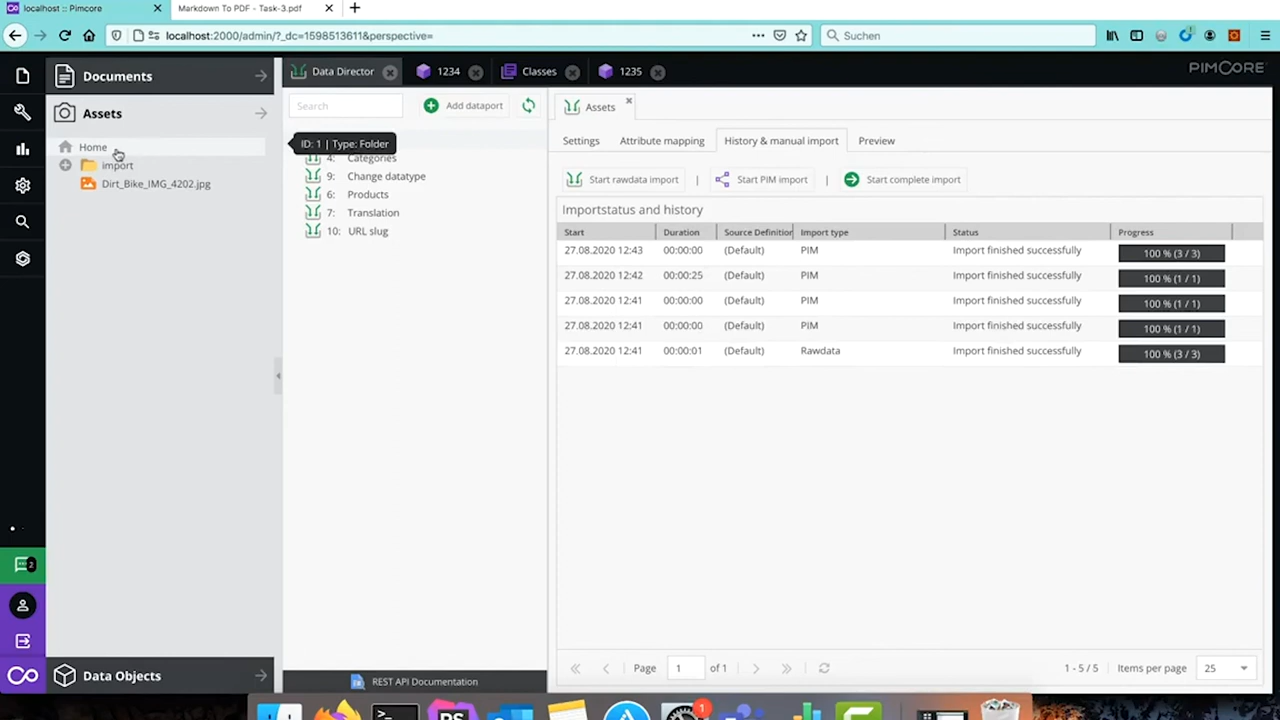 localhost :: Pimcore
Markdown To PDF - Task-3.pdf
localhost:2000/admin/?_dc=1598513611&perspective=
Suchen
Documents
Data Director
1234
Classes
1235
PIMCORE
Assets
Search
Add dataport
Assets
Home
ID: 1 | Type: Folder
Settings
Attribute mapping
History & manual import
Preview
import
4: Categories
Dirt_Bike_IMG_4202.jpg
9: Change datatype
Start rawdata import
|
Start PIM import
|
Start complete import
6: Products
7: Translation
Importstatus and history
10: URL slug
Start Duration Source Definition Import type Status Progress
27.08.2020 12:43 00:00:00 (Default) PIM Import finished successfully 100 % (3 / 3)
27.08.2020 12:42 00:00:25 (Default) PIM Import finished successfully 100 % (1 / 1)
27.08.2020 12:41 00:00:00 (Default) PIM Import finished successfully 100 % (1 / 1)
27.08.2020 12:41 00:00:00 (Default) PIM Import finished successfully 100 % (1 / 1)
27.08.2020 12:41 00:00:01 (Default) Rawdata Import finished successfully 100 % (3 / 3)
2
Data Objects
REST API Documentation
Page 1 of 1
1 - 5 / 5
Items per page 25
PS
1